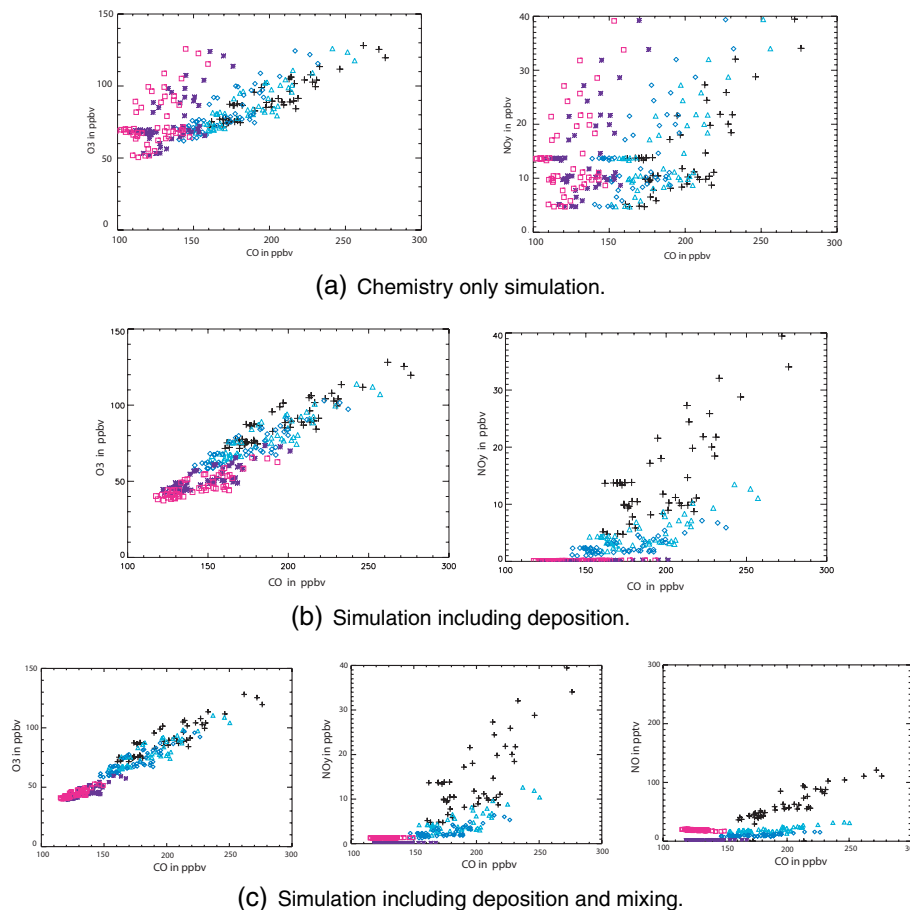 150
100
50
0
100 150 200 250 300
O3 in ppbv
CO in ppbv
40
30
20
10
0
100 150 200 250 300
NOy in ppbv
CO in ppbv
(a) Chemistry only simulation.
150
100
50
0
100 150 200 250 300
O3 in ppbv
CO in ppbv
40
30
20
10
0
100 150 200 250 300
NOy in ppbv
CO in ppbv
(b) Simulation including deposition.
150
100
50
0
100 150 200 250 300
O3 in ppbv
CO in ppbv
40
30
20
10
0
100 150 200 250 300
NOy in ppbv
CO in ppbv
300
200
100
0
100 150 200 250 300
NO in pptv
CO in ppbv
(c) Simulation including deposition and mixing.